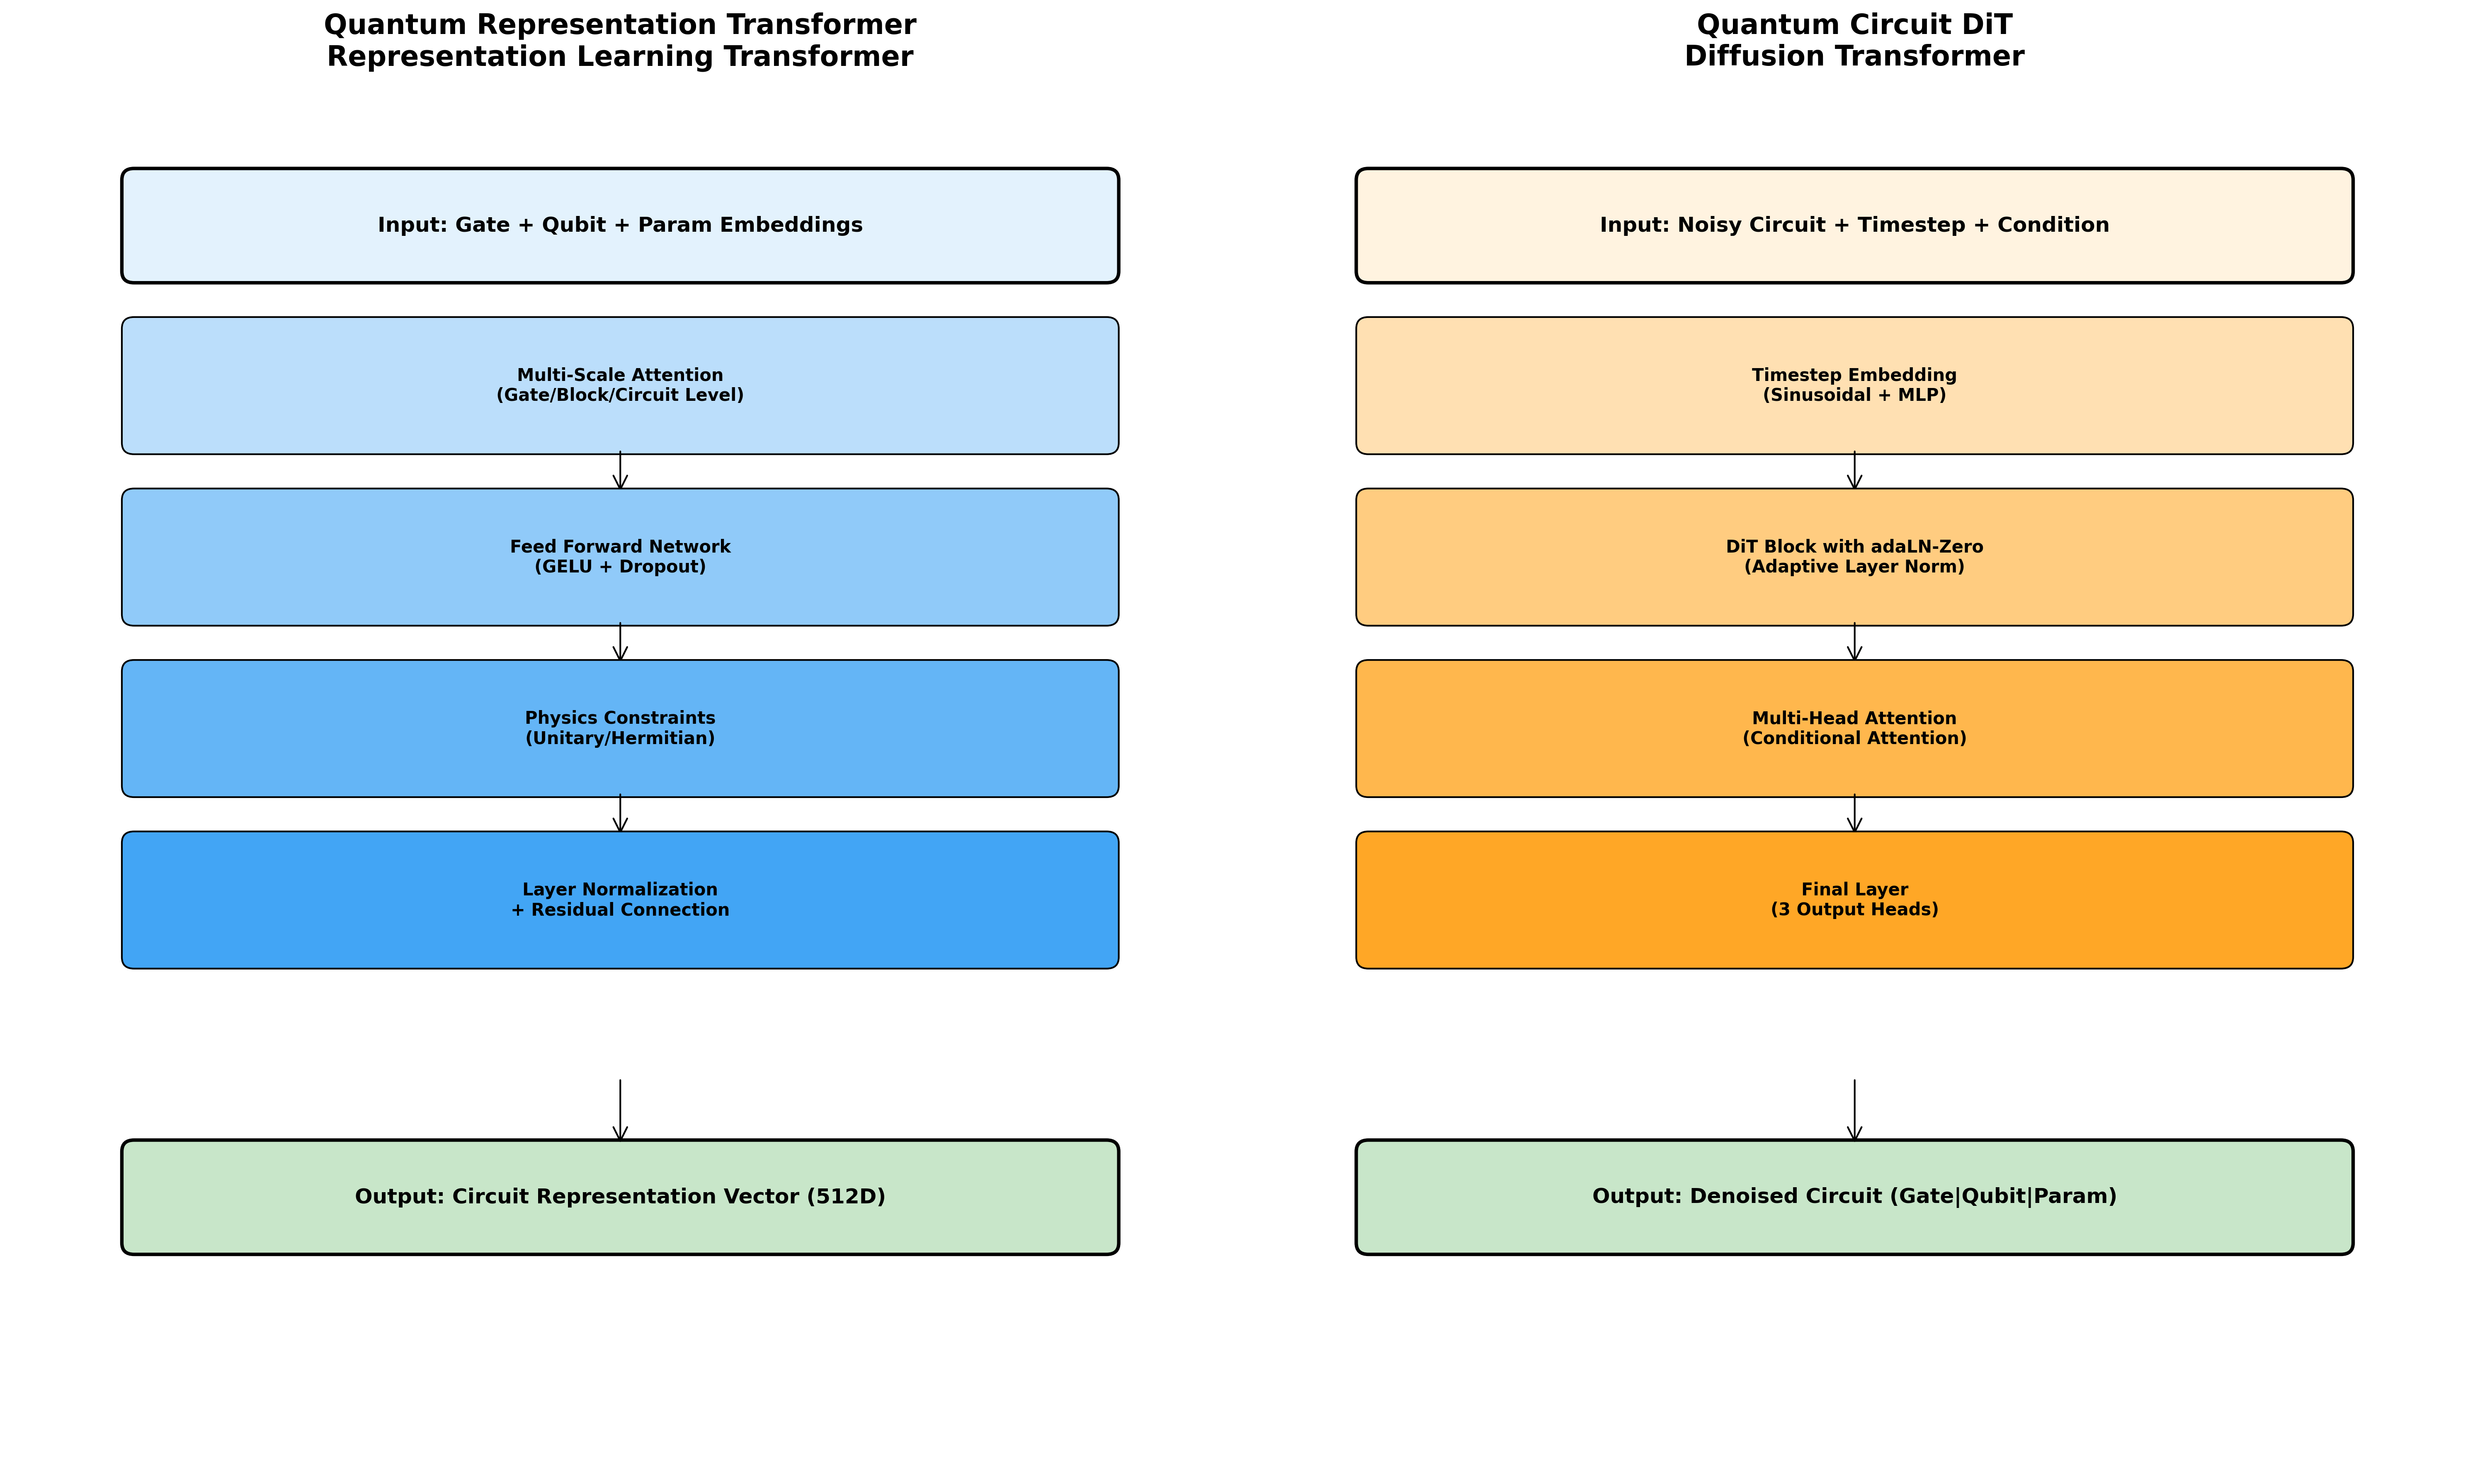 Quantum Representation Transformer
Representation Learning Transformer
Input: Gate + Qubit + Param Embeddings
Multi-Scale Attention
(Gate/Block/Circuit Level)
Feed Forward Network
(GELU + Dropout)
Physics Constraints
(Unitary/Hermitian)
Layer Normalization
+ Residual Connection
Output: Circuit Representation Vector (512D)
Quantum Circuit DiT
Diffusion Transformer
Input: Noisy Circuit + Timestep + Condition
Timestep Embedding
(Sinusoidal + MLP)
DiT Block with adaLN-Zero
(Adaptive Layer Norm)
Multi-Head Attention
(Conditional Attention)
Final Layer
(3 Output Heads)
Output: Denoised Circuit (Gate|Qubit|Param)